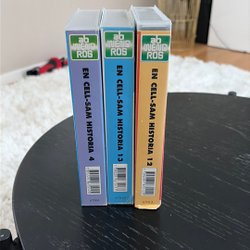 ab
VIDEO
ROS
EN CELL-SAM HISTORIA 4
ab
VIDEO
ROS
EN CELL-SAM HISTORIA 13
ab
VIDEO
ROS
EN CELL-SAM HISTORIA 12